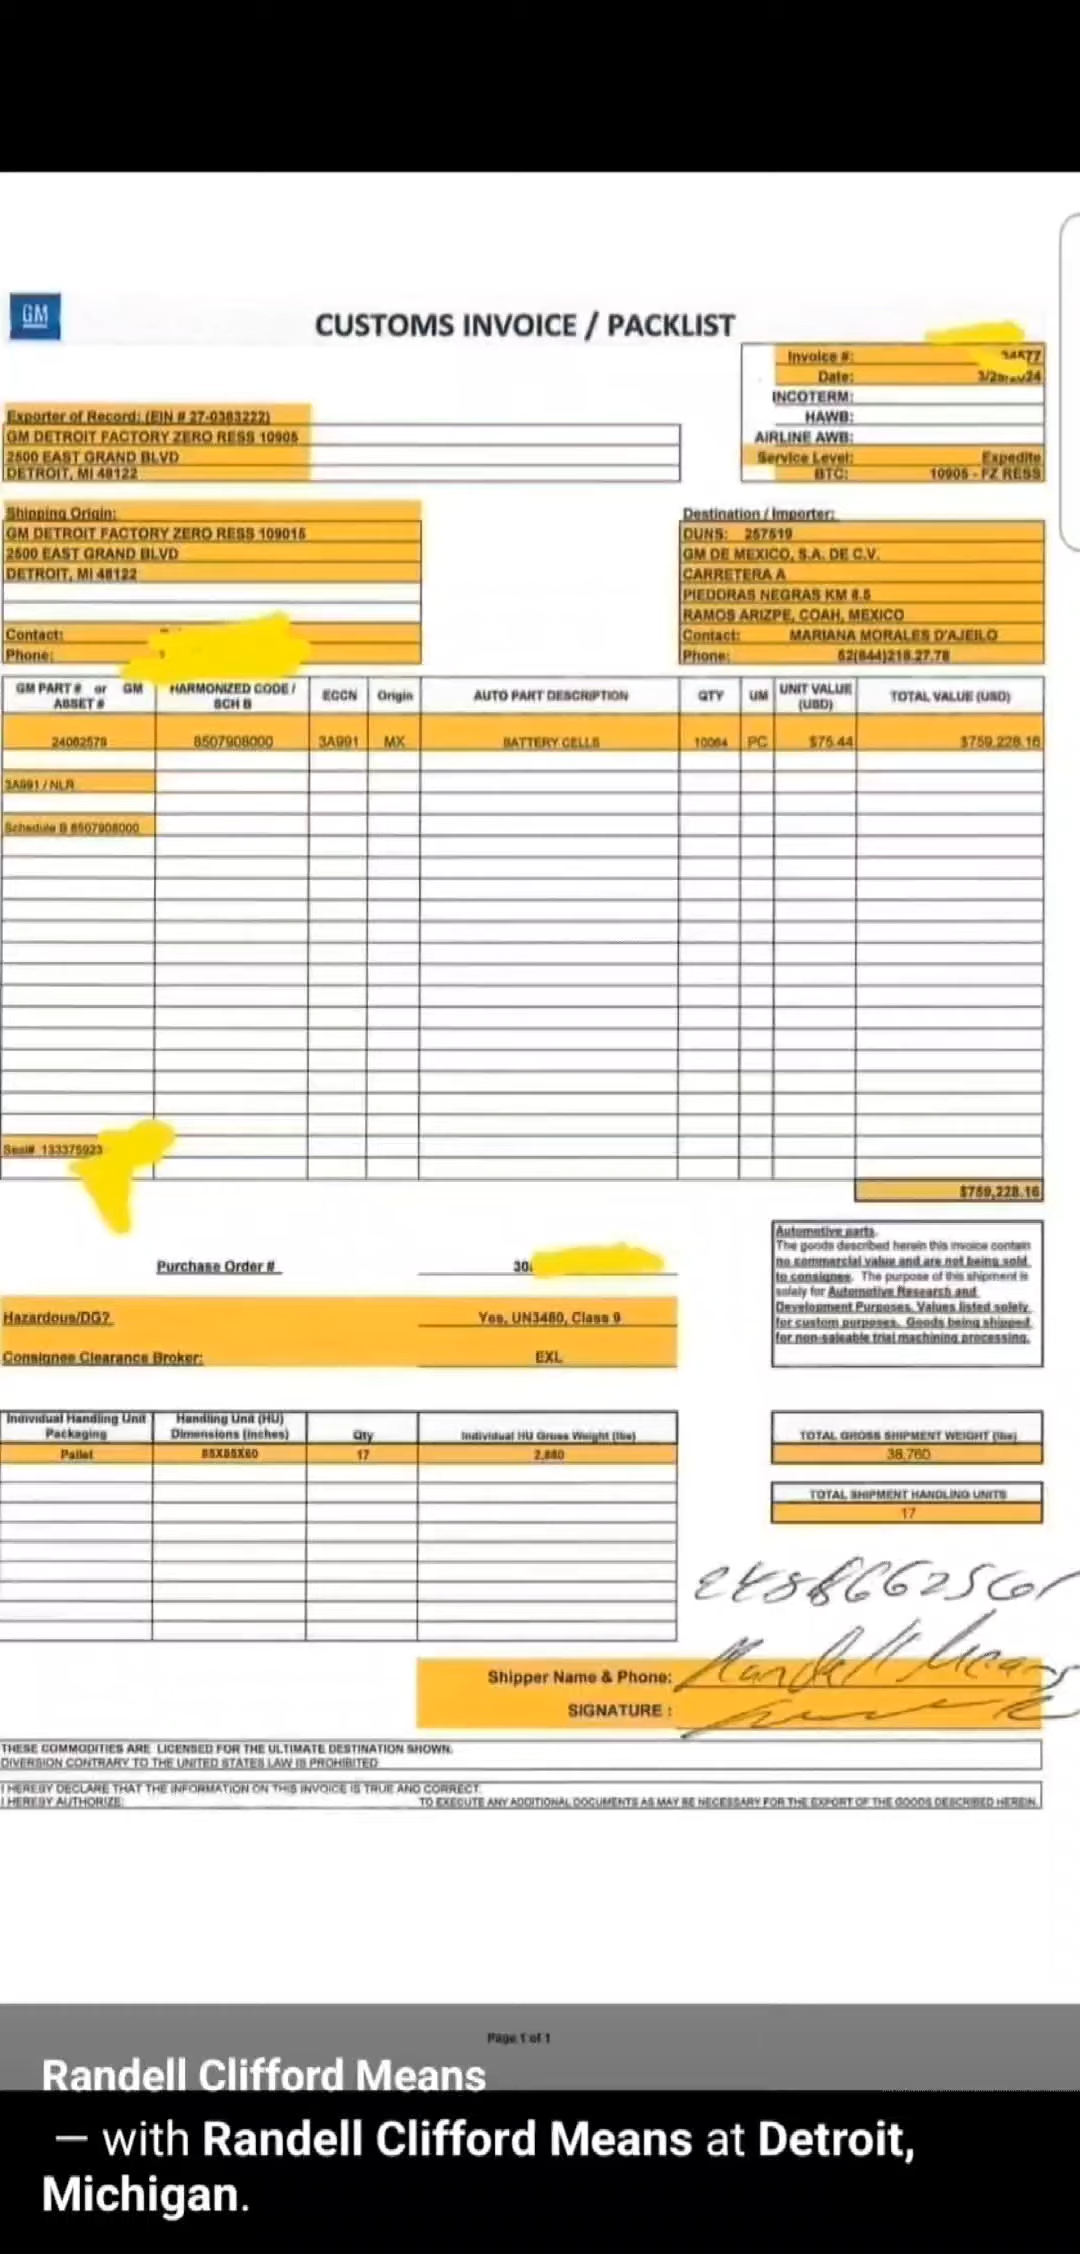 GM
CUSTOMS INVOICE / PACKLIST
Invoice #: 34577
Date:
INCOTERM:
HAWB:
AIRLINE AWB:
Service Level: Expedite
BTC: 10905 - FZ RESS
Exporter of Record: (EIN # 27-0383222)
GM DETROIT FACTORY ZERO RESS 10905
2500 EAST GRAND BLVD
DETROIT, MI 48122
Shipping Origin:
GM DETROIT FACTORY ZERO RESS 109015
2500 EAST GRAND BLVD
DETROIT, MI 48122
Contact:
Phone:
Destination / Importer:
DUNS: 257519
GM DE MEXICO, S.A. DE C.V.
CARRETERA A
PIEDDRAS NEGRAS KM 8.5
RAMOS ARIZPE, COAH, MEXICO
Contact: MARIANA MORALES D'AJEILO
Phone: 52(844)218.27.78
GM PART # or GM ASSET # HARMONIZED CODE / SCH B ECCN Origin AUTO PART DESCRIPTION QTY UM UNIT VALUE (USD) TOTAL VALUE (USD)
24062578 8507908000 3A991 MX BATTERY CELLS 10064 PC $75.44 $759,228.16
3A991 / NLR
Schedule B 8507908000
Seal# 133375923
$759,228.16
Purchase Order #
Hazardous/DG? Yes, UN3480, Class 9
Consignee Clearance Broker: EXL
Automotive parts.
The goods described herein this invoice contain
no commercial value and are not being sold
to consignee. The purpose of this shipment is
solely for Automotive Research and
Development Purposes. Values listed solely
for custom purposes. Goods being shipped
for non-saleable trial machining processing.
Individual Handling Unit Packaging Handling Unit (HU) Dimensions (inches) Qty Individual HU Gross Weight (lbs)
Pallet 17
TOTAL GROSS SHIPMENT WEIGHT (lbs)
38,760
TOTAL SHIPMENT HANDLING UNITS
17
Shipper Name & Phone: Randell Means
SIGNATURE :
THESE COMMODITIES ARE LICENSED FOR THE ULTIMATE DESTINATION SHOWN.
DIVERSION CONTRARY TO THE UNITED STATES LAW IS PROHIBITED
I HEREBY DECLARE THAT THE INFORMATION ON THIS INVOICE IS TRUE AND CORRECT.
I HEREBY AUTHORIZE: TO EXECUTE ANY ADDITIONAL DOCUMENTS AS MAY BE NECESSARY FOR THE EXPORT OF THE GOODS DESCRIBED HEREIN.
Page 1 of 1
Randell Clifford Means
— with Randell Clifford Means at Detroit,
Michigan.